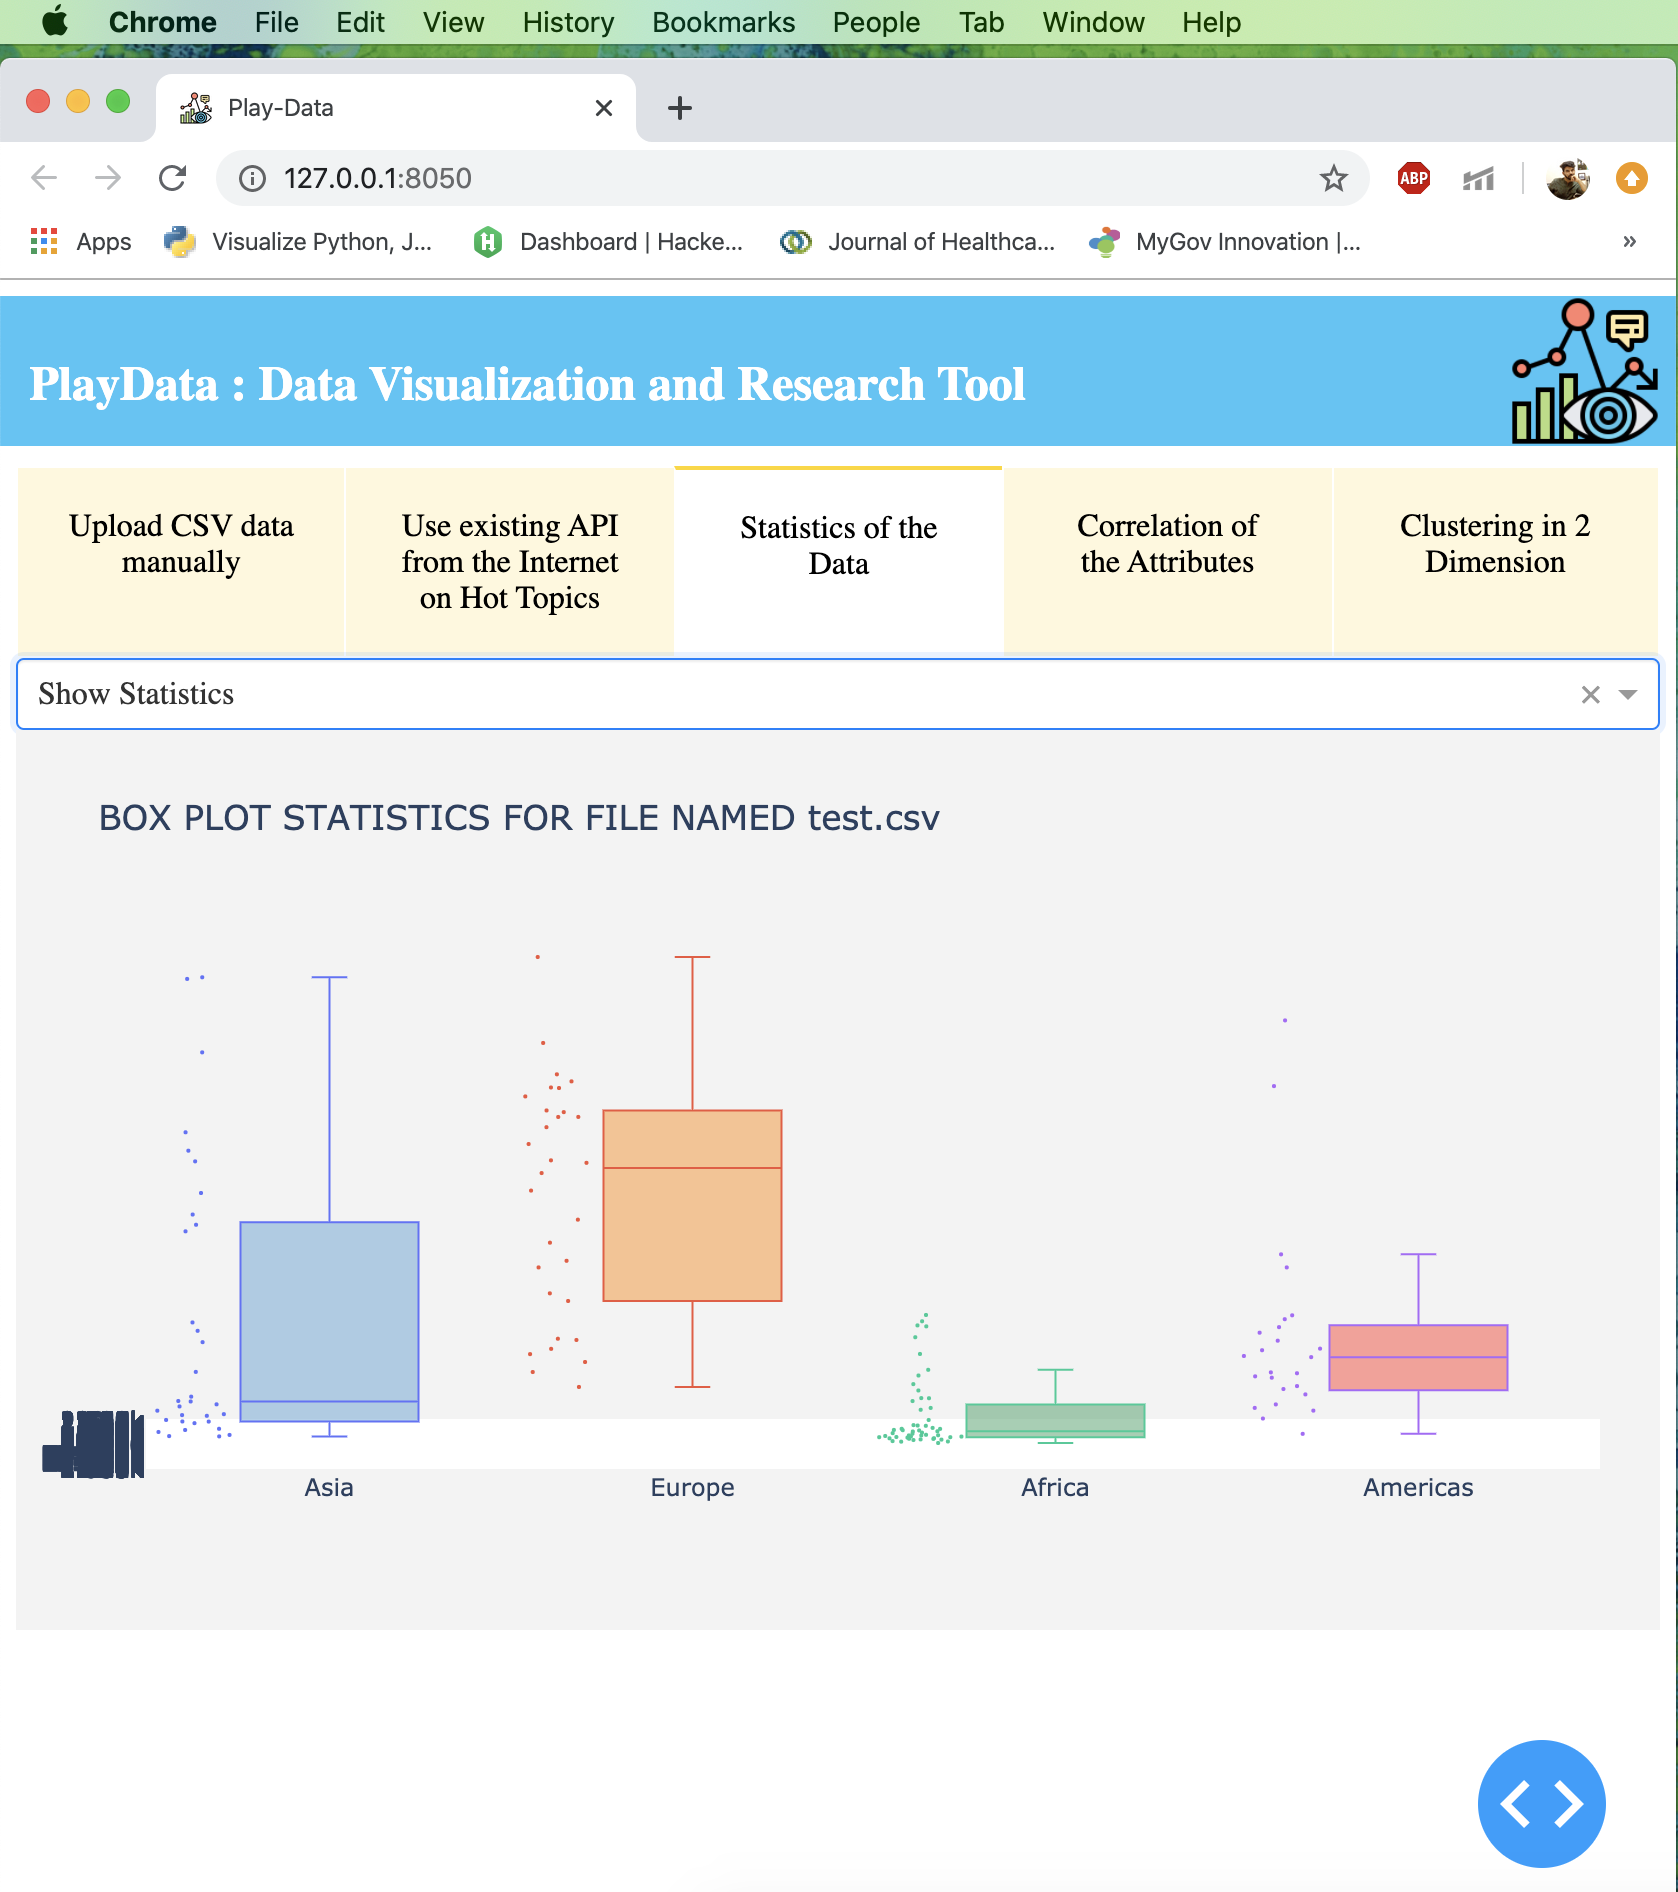 Chrome File Edit View History Bookmarks People Tab Window Help
Play-Data
127.0.0.1:8050
ABP
Apps Visualize Python, J... Dashboard | Hacke... Journal of Healthca... MyGov Innovation |... »
PlayData : Data Visualization and Research Tool
Upload CSV data
manually
Use existing API
from the Internet
on Hot Topics
Statistics of the
Data
Correlation of
the Attributes
Clustering in 2
Dimension
Show Statistics
BOX PLOT STATISTICS FOR FILE NAMED test.csv
Asia Europe Africa Americas